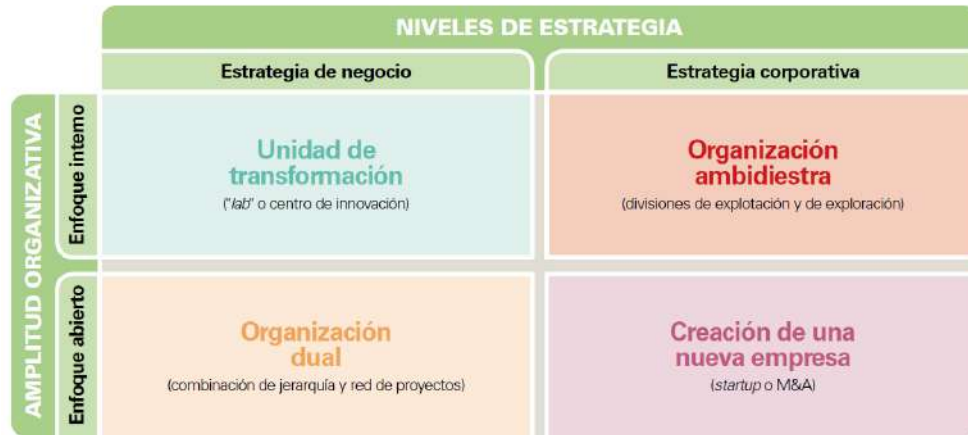 NIVELES DE ESTRATEGIA
Estrategia de negocio
Estrategia corporativa
AMPLITUD ORGANIZATIVA
Enfoque interno
Unidad de
transformación
("lab" o centro de innovación)
Organización
ambidiestra
(divisiones de explotación y de exploración)
Enfoque abierto
Organización
dual
(combinación de jerarquía y red de proyectos)
Creación de una
nueva empresa
(startup o M&A)